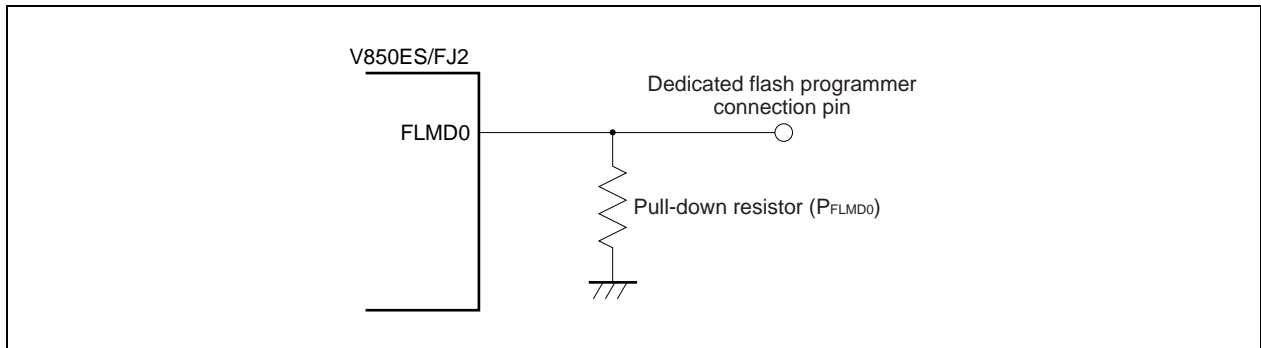 V850ES/FJ2
Dedicated flash programmer
connection pin
FLMD0
Pull-down resistor (PFLMD0)